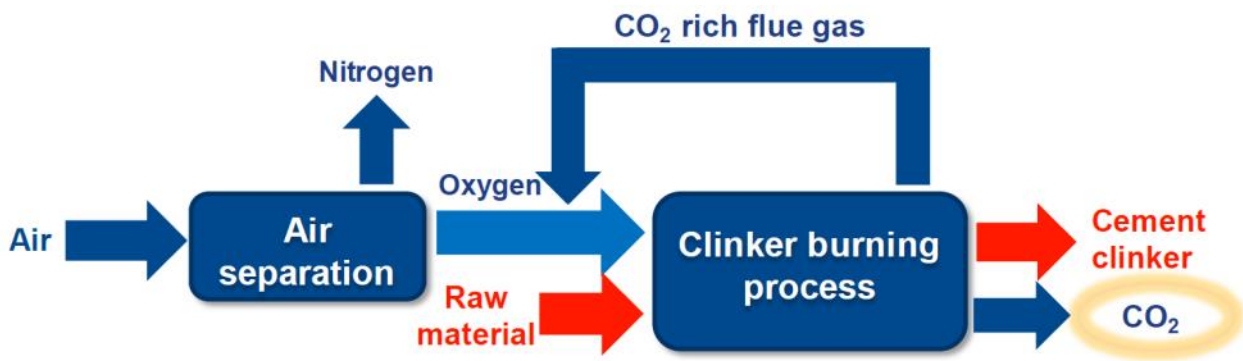 CO₂ rich flue gas
Nitrogen
Oxygen
Air
Air
separation
Clinker burning
process
Raw
material
Cement
clinker
CO₂